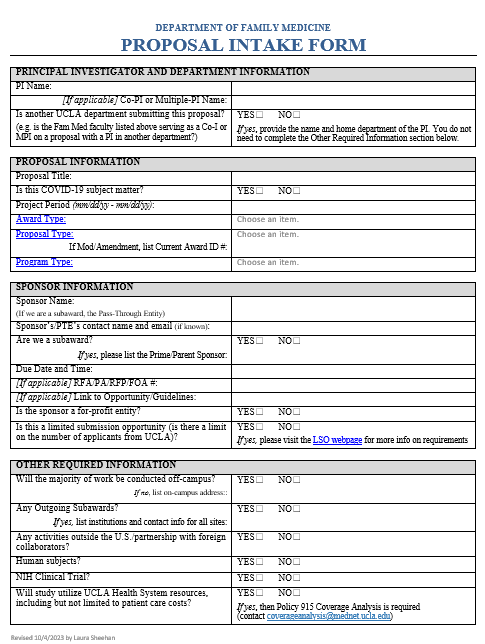 DEPARTMENT OF FAMILY MEDICINE
PROPOSAL INTAKE FORM
PRINCIPAL INVESTIGATOR AND DEPARTMENT INFORMATION
PI Name:
[If applicable] Co-PI or Multiple-PI Name:
Is another UCLA department submitting this proposal?
(e.g. is the Fam Med faculty listed above serving as a Co-I or
MPI on a proposal with a PI in another department?)
YES☐ NO☐
If yes, provide the name and home department of the PI. You do not
need to complete the Other Required Information section below.
PROPOSAL INFORMATION
Proposal Title:
Is this COVID-19 subject matter?
YES☐ NO☐
Project Period (mm/dd/yy - mm/dd/yy):
Award Type:
Choose an item.
Proposal Type:
Choose an item.
If Mod/Amendment, list Current Award ID #:
Program Type:
Choose an item.
SPONSOR INFORMATION
Sponsor Name:
(If we are a subaward, the Pass-Through Entity)
Sponsor's/PTE's contact name and email (if known):
Are we a subaward?
YES☐ NO☐
If yes, please list the Prime/Parent Sponsor:
Due Date and Time:
[If applicable] RFA/PA/RFP/FOA #:
[If applicable] Link to Opportunity/Guidelines:
Is the sponsor a for-profit entity?
YES☐ NO☐
Is this a limited submission opportunity (is there a limit
on the number of applicants from UCLA)?
YES☐ NO☐
If yes, please visit the LSO webpage for more info on requirements
OTHER REQUIRED INFORMATION
Will the majority of work be conducted off-campus?
YES☐ NO☐
If no, list on-campus address::
Any Outgoing Subawards?
YES☐ NO☐
If yes, list institutions and contact info for all sites:
Any activities outside the U.S./partnership with foreign
collaborators?
YES☐ NO☐
Human subjects?
YES☐ NO☐
NIH Clinical Trial?
YES☐ NO☐
Will study utilize UCLA Health System resources,
including but not limited to patient care costs?
YES☐ NO☐
If yes, then Policy 915 Coverage Analysis is required
(contact coverageanalysis@mednet.ucla.edu)
Revised 10/4/2023 by Laura Sheehan